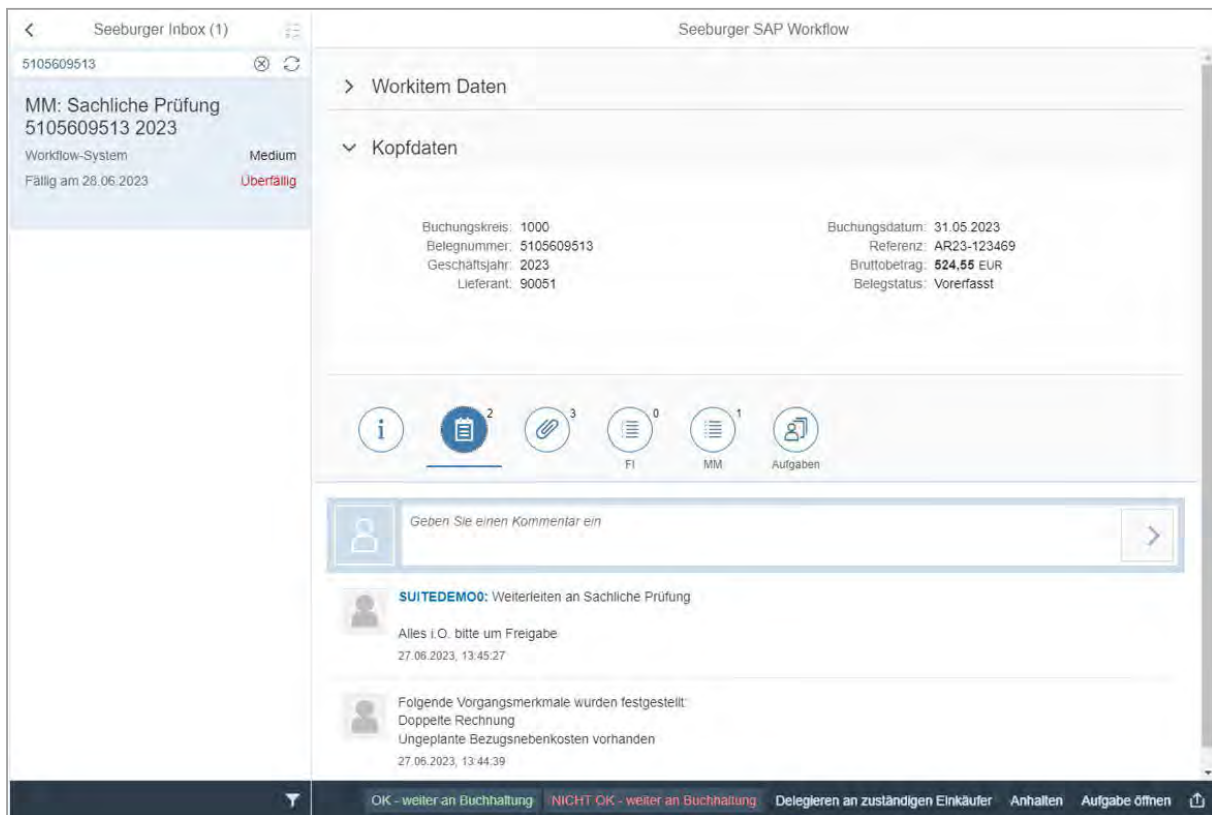 Seeburger Inbox (1)
5105609513
MM: Sachliche Prüfung
5105609513 2023
Workflow-System Medium
Fällig am 28.06.2023 Überfällig
Seeburger SAP Workflow
Workitem Daten
Kopfdaten
Buchungskreis: 1000
Belegnummer: 5105609513
Geschäftsjahr: 2023
Lieferant: 90051
Buchungsdatum: 31.05.2023
Referenz: AR23-123469
Bruttobetrag: 524,55 EUR
Belegstatus: Vorerfasst
2 3 0 1
FI MM Aufgaben
Geben Sie einen Kommentar ein
SUITEDEMO0: Weiterleiten an Sachliche Prüfung
Alles i.O. bitte um Freigabe
27.06.2023, 13:45:27
Folgende Vorgangsmerkmale wurden festgestellt:
Doppelte Rechnung
Ungeplante Bezugsnebenkosten vorhanden
27.06.2023, 13:44:39
OK - weiter an Buchhaltung NICHT OK - weiter an Buchhaltung Delegieren an zuständigen Einkäufer Anhalten Aufgabe öffnen